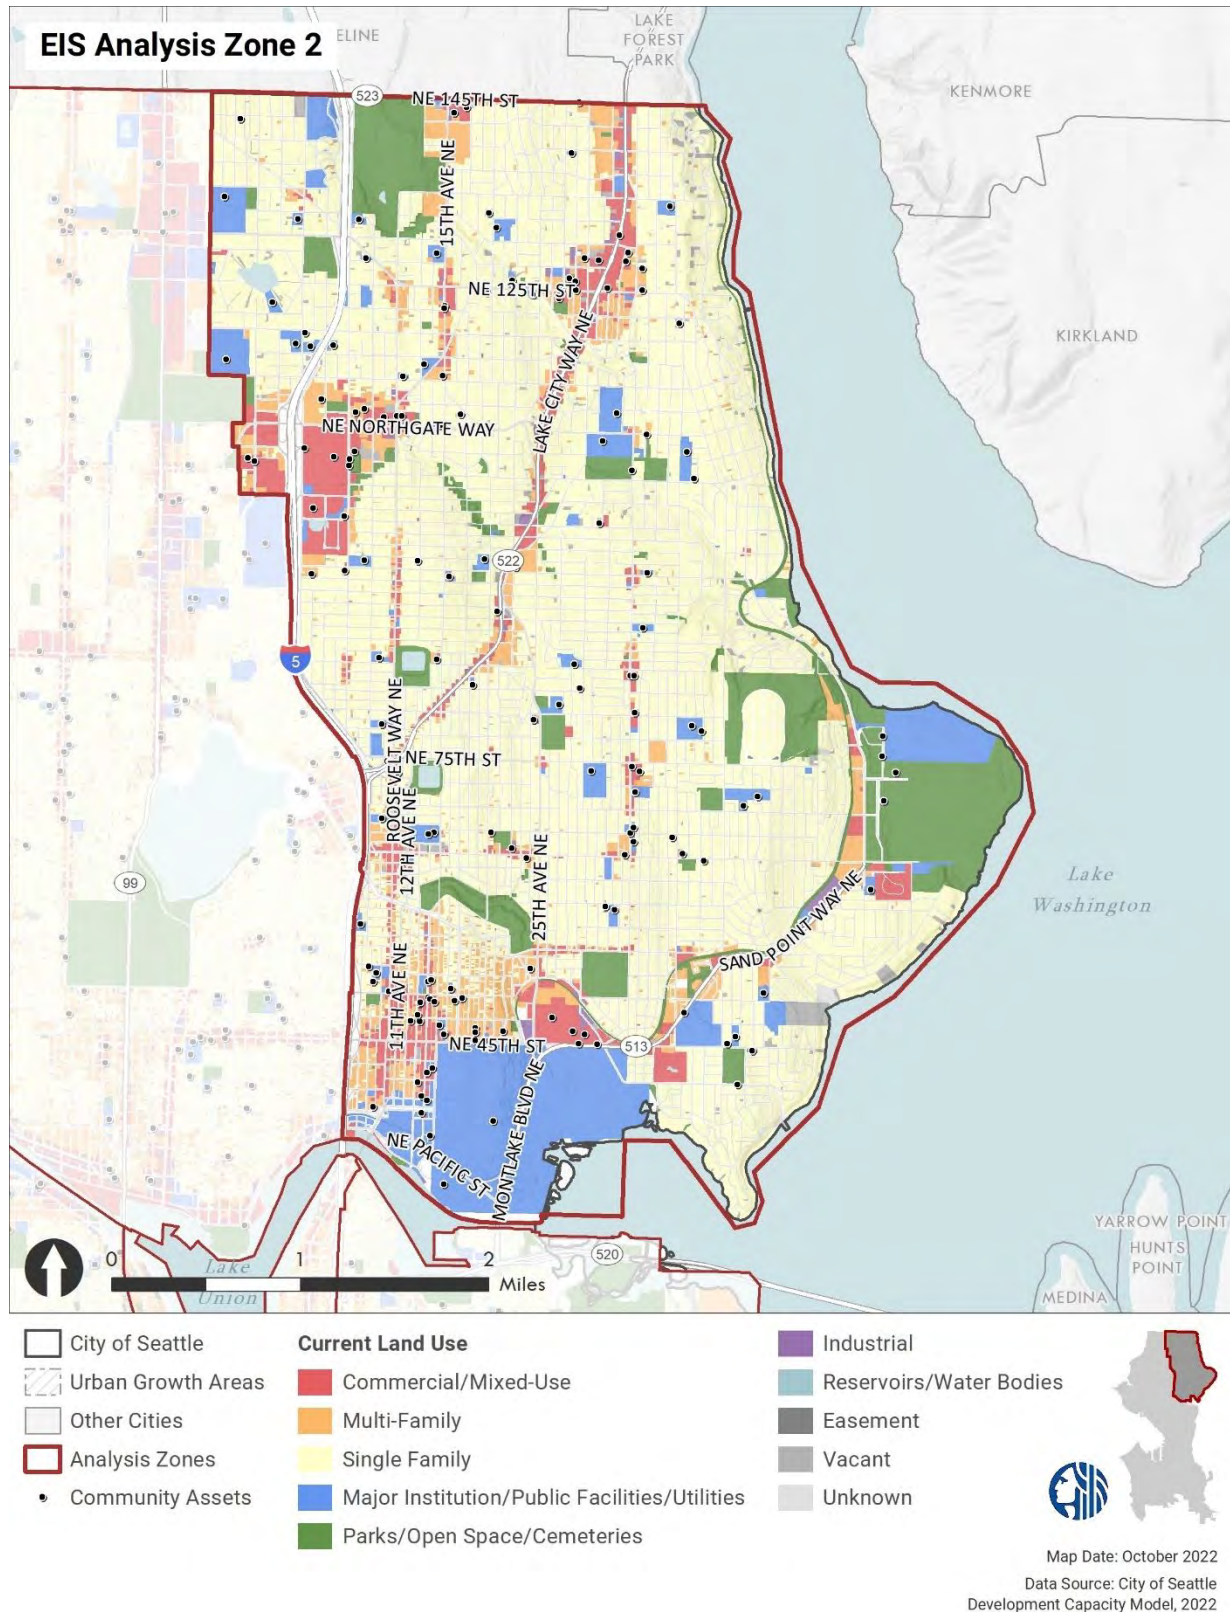 EIS Analysis Zone 2
ELINE
LAKE
FOREST
PARK
KENMORE
523
NE 145TH ST
15TH AVE NE
NE 125TH ST
KIRKLAND
LAKE CITY WAY NE
NE NORTHGATE WAY
522
5
ROOSEVELT WAY NE
NE 75TH ST
12TH AVE NE
99
25TH AVE NE
Lake
Washington
SAND POINT WAY NE
11TH AVE NE
NE 45TH ST
513
MONTLAKE BLVD NE
NE PACIFIC ST
520
YARROW POINT
HUNTS
POINT
MEDINA
Lake
Union
0 1 2
Miles
City of Seattle
Urban Growth Areas
Other Cities
Analysis Zones
Community Assets
Current Land Use
Commercial/Mixed-Use
Multi-Family
Single Family
Major Institution/Public Facilities/Utilities
Parks/Open Space/Cemeteries
Industrial
Reservoirs/Water Bodies
Easement
Vacant
Unknown
Map Date: October 2022
Data Source: City of Seattle
Development Capacity Model, 2022